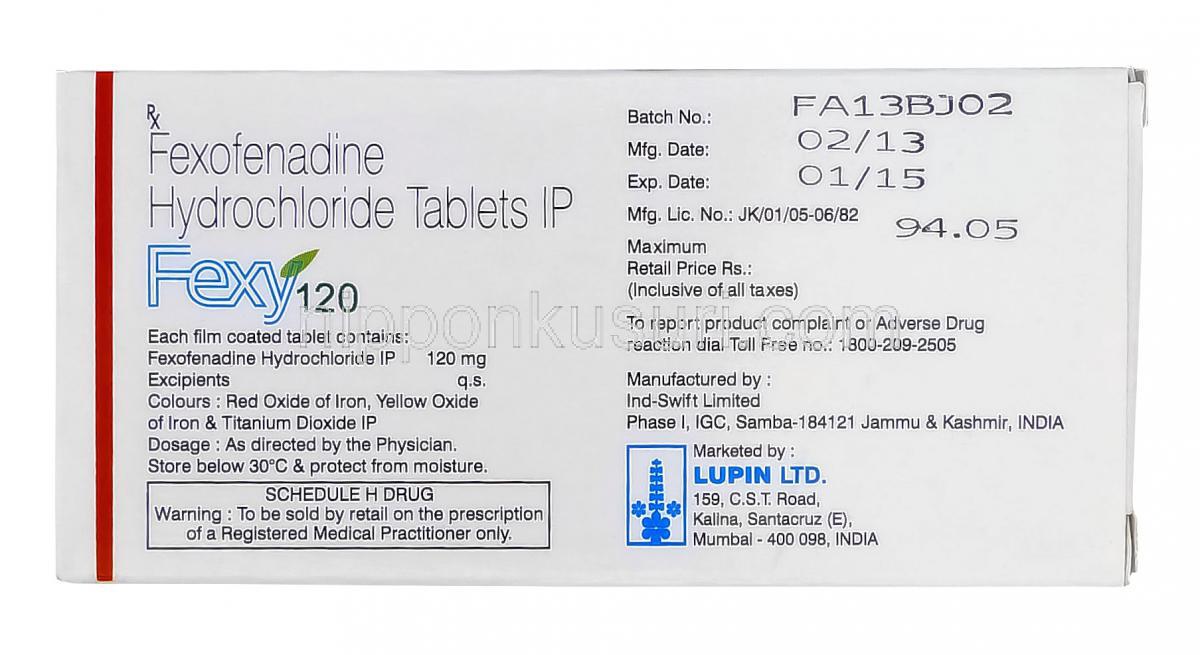 Rx
Fexofenadine
Hydrochloride Tablets IP
Fexy 120
Each film coated tablet contains:
Fexofenadine Hydrochloride IP 120 mg
Excipients q.s.
Colours : Red Oxide of Iron, Yellow Oxide
of Iron & Titanium Dioxide IP
Dosage : As directed by the Physician.
Store below 30°C & protect from moisture.
SCHEDULE H DRUG
Warning : To be sold by retail on the prescription
of a Registered Medical Practitioner only.
Batch No.: FA13BJ02
Mfg. Date: 02/13
Exp. Date: 01/15
Mfg. Lic. No.: JK/01/05-06/82
94.05
Maximum
Retail Price Rs.:
(Inclusive of all taxes)
To report product complaint or Adverse Drug
reaction dial Toll Free no.: 1800-209-2505
Manufactured by :
Ind-Swift Limited
Phase I, IGC, Samba-184121 Jammu & Kashmir, INDIA
Marketed by :
LUPIN LTD.
159, C.S.T. Road,
Kalina, Santacruz (E),
Mumbai - 400 098, INDIA
nipponkusuri.com